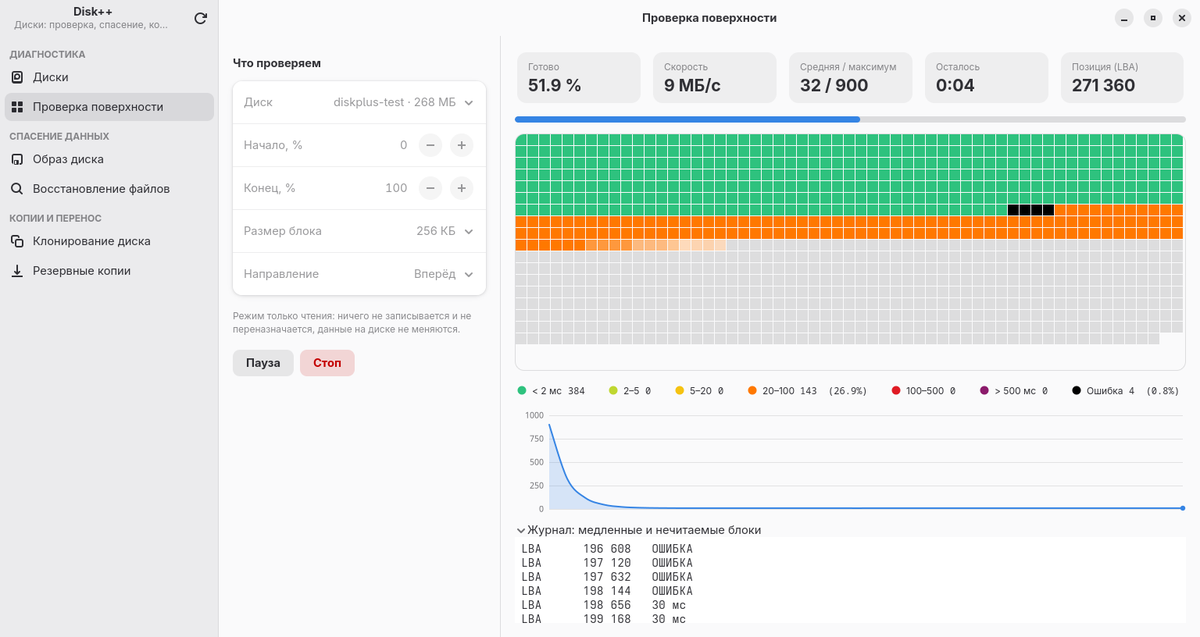 Disk++
Диски: проверка, спасение, ко...
ДИАГНОСТИКА
Диски
Проверка поверхности
СПАСЕНИЕ ДАННЫХ
Образ диска
Восстановление файлов
КОПИИ И ПЕРЕНОС
Клонирование диска
Резервные копии
Проверка поверхности
Что проверяем
Диск diskplus-test · 268 МБ
Начало, % 0
Конец, % 100
Размер блока 256 КБ
Направление Вперёд
Режим только чтения: ничего не записывается и не
переназначается, данные на диске не меняются.
Пауза Стоп
Готово
51.9 %
Скорость
9 МБ/с
Средняя / максимум
32 / 900
Осталось
0:04
Позиция (LBA)
271 360
< 2 мс 384 2–5 0 5–20 0 20–100 143 (26.9%) 100–500 0 > 500 мс 0 Ошибка 4 (0.8%)
1000
750
500
250
0
Журнал: медленные и нечитаемые блоки
LBA 196 608 ОШИБКА
LBA 197 120 ОШИБКА
LBA 197 632 ОШИБКА
LBA 198 144 ОШИБКА
LBA 198 656 30 мс
LBA 199 168 30 мс